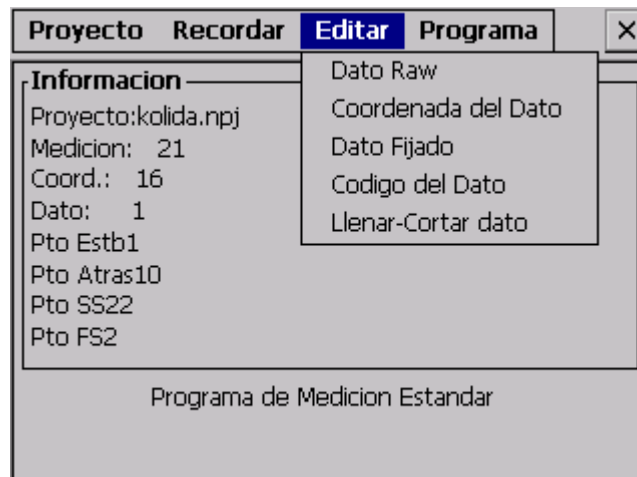 Proyecto Recordar Editar Programa ×
Dato Raw
Coordenada del Dato
Dato Fijado
Codigo del Dato
Llenar-Cortar dato
Informacion
Proyecto:kolida.npj
Medicion: 21
Coord.: 16
Dato: 1
Pto Estb1
Pto Atras10
Pto SS22
Pto FS2
Programa de Medicion Estandar